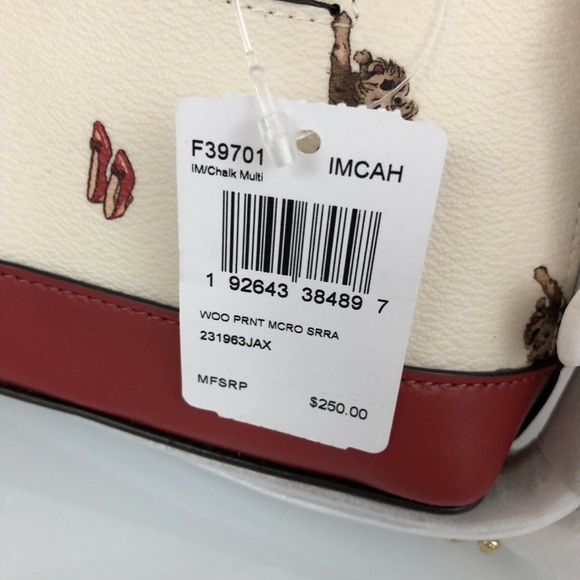 F39701 IMCAH
IM/Chalk Multi
1 92643 38489 7
WOO PRNT MCRO SRRA
231963JAX
MFSRP $250.00